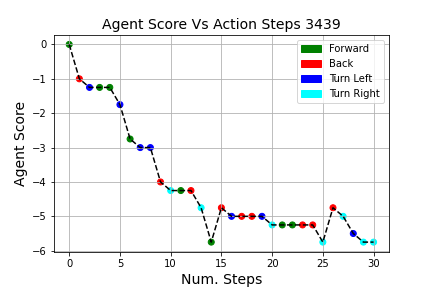 Agent Score Vs Action Steps 3439
Forward
Back
Turn Left
Turn Right
Agent Score
0
−1
−2
−3
−4
−5
−6
0 5 10 15 20 25 30
Num. Steps